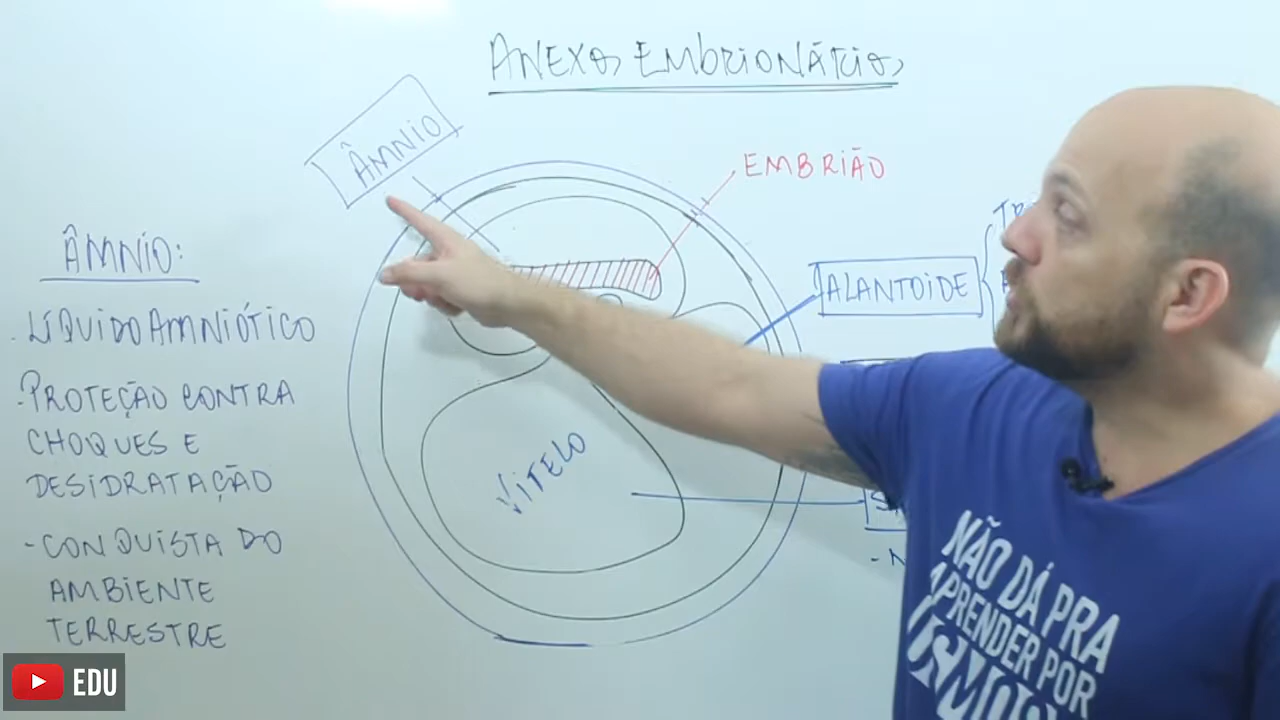 ANEXOS EMBRIONÁRIOS
ÂMNIO
EMBRIÃO
ÂMNIO:
. LÍQUIDO AMNIÓTICO
. PROTEÇÃO CONTRA
CHOQUES E
DESIDRATAÇÃO
- CONQUISTA DO
AMBIENTE
TERRESTRE
ALANTOIDE
VITELO
NÃO DÁ PRA
APRENDER POR
EDU